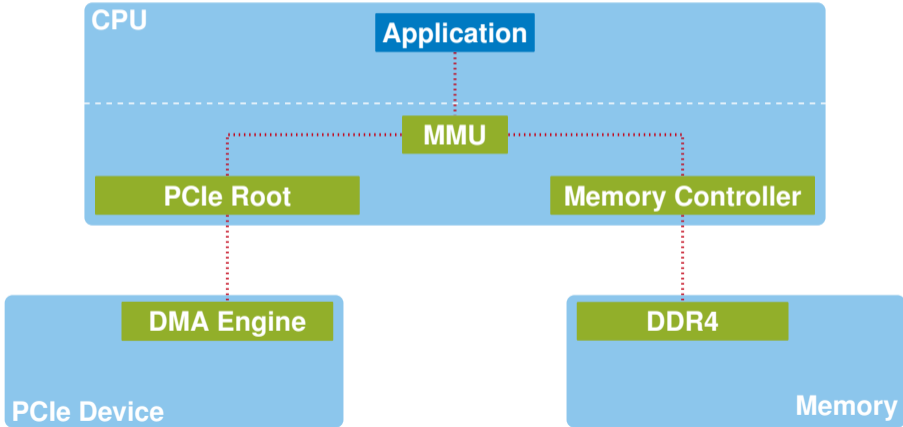 CPU
Application
MMU
PCIe Root
Memory Controller
DMA Engine
DDR4
PCIe Device
Memory